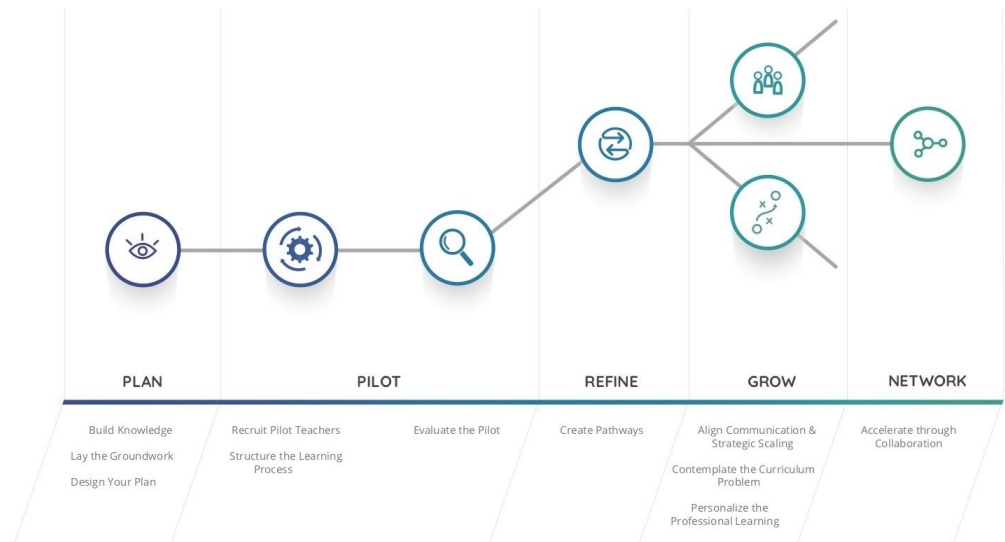 PLAN
PILOT
REFINE
GROW
NETWORK
Build Knowledge
Lay the Groundwork
Design Your Plan
Recruit Pilot Teachers
Structure the Learning
Process
Evaluate the Pilot
Create Pathways
Align Communication &
Strategic Scaling
Contemplate the Curriculum
Problem
Personalize the
Professional Learning
Accelerate through
Collaboration